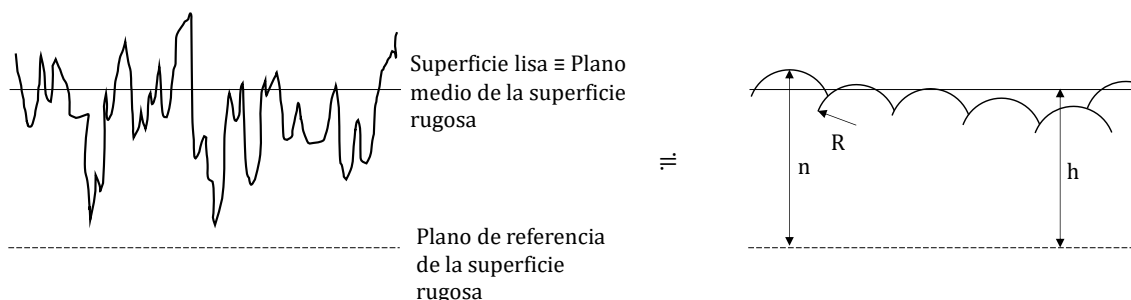 Superficie lisa ≡ Plano
medio de la superficie
rugosa
Plano de referencia
de la superficie
rugosa
≓
R
n
h